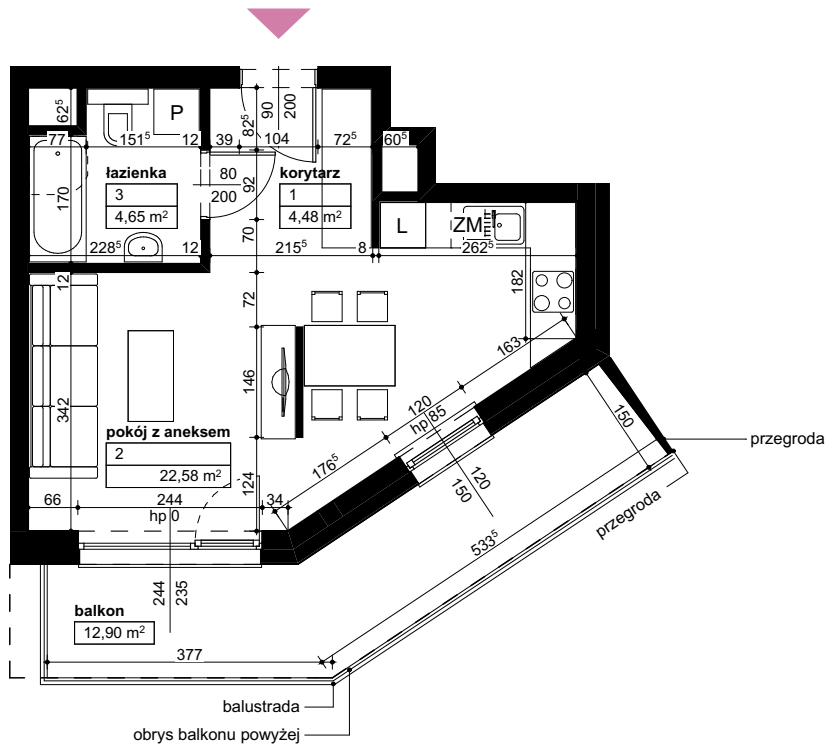 62⁵
P
82⁵
90
200
77
151⁵
12
39
104
72⁵
60⁵
łazienka
3
4,65 m²
170
80
200
92
korytarz
1
4,48 m²
L
ZM
228⁵
12
70
215⁵
8
262⁵
12
72
182
163
146
342
120
hp 85
176⁵
150
120
150
pokój z aneksem
2
22,58 m²
124
66
244
34
hp 0
przegroda
przegroda
533⁵
244
235
balkon
12,90 m²
377
balustrada
obrys balkonu powyżej